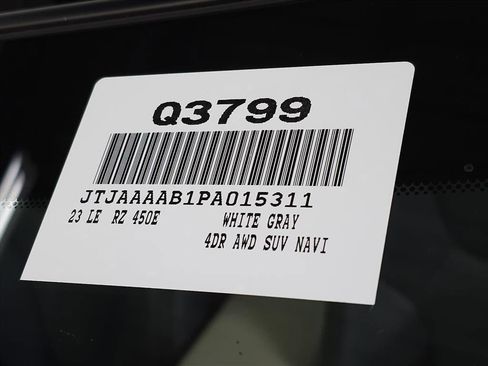 Q3799
JTJAAAAB1PA015311
23 LE RZ 450E WHITE GRAY
4DR AWD SUV NAVI